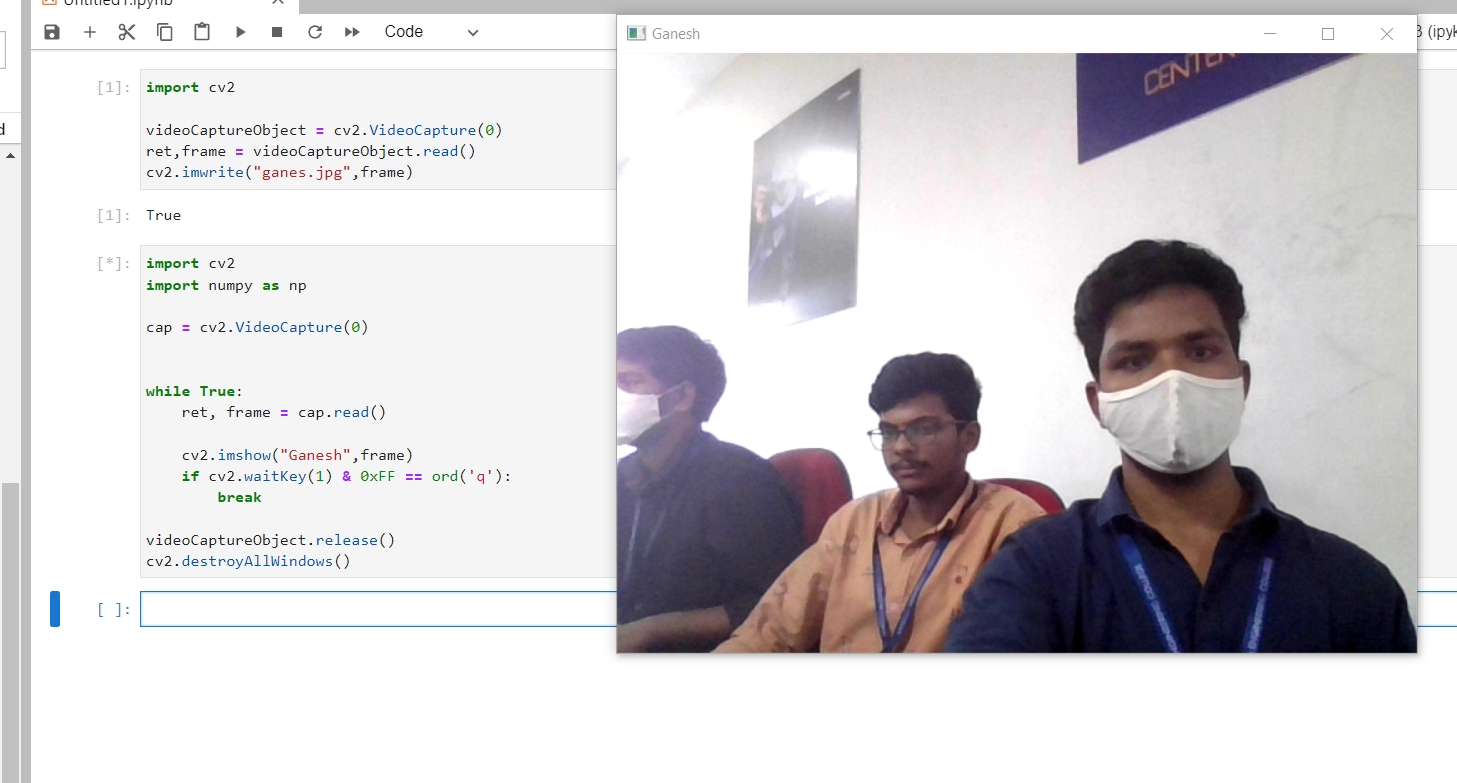 Untitled1.ipynb
Code
3 (ipyk
Ganesh
d
[1]:
import cv2
videoCaptureObject = cv2.VideoCapture(0)
ret,frame = videoCaptureObject.read()
cv2.imwrite("ganes.jpg",frame)
[1]: True
[*]:
import cv2
import numpy as np
cap = cv2.VideoCapture(0)
while True:
ret, frame = cap.read()
cv2.imshow("Ganesh",frame)
if cv2.waitKey(1) & 0xFF == ord('q'):
break
videoCaptureObject.release()
cv2.destroyAllWindows()
[ ]:
CENTER